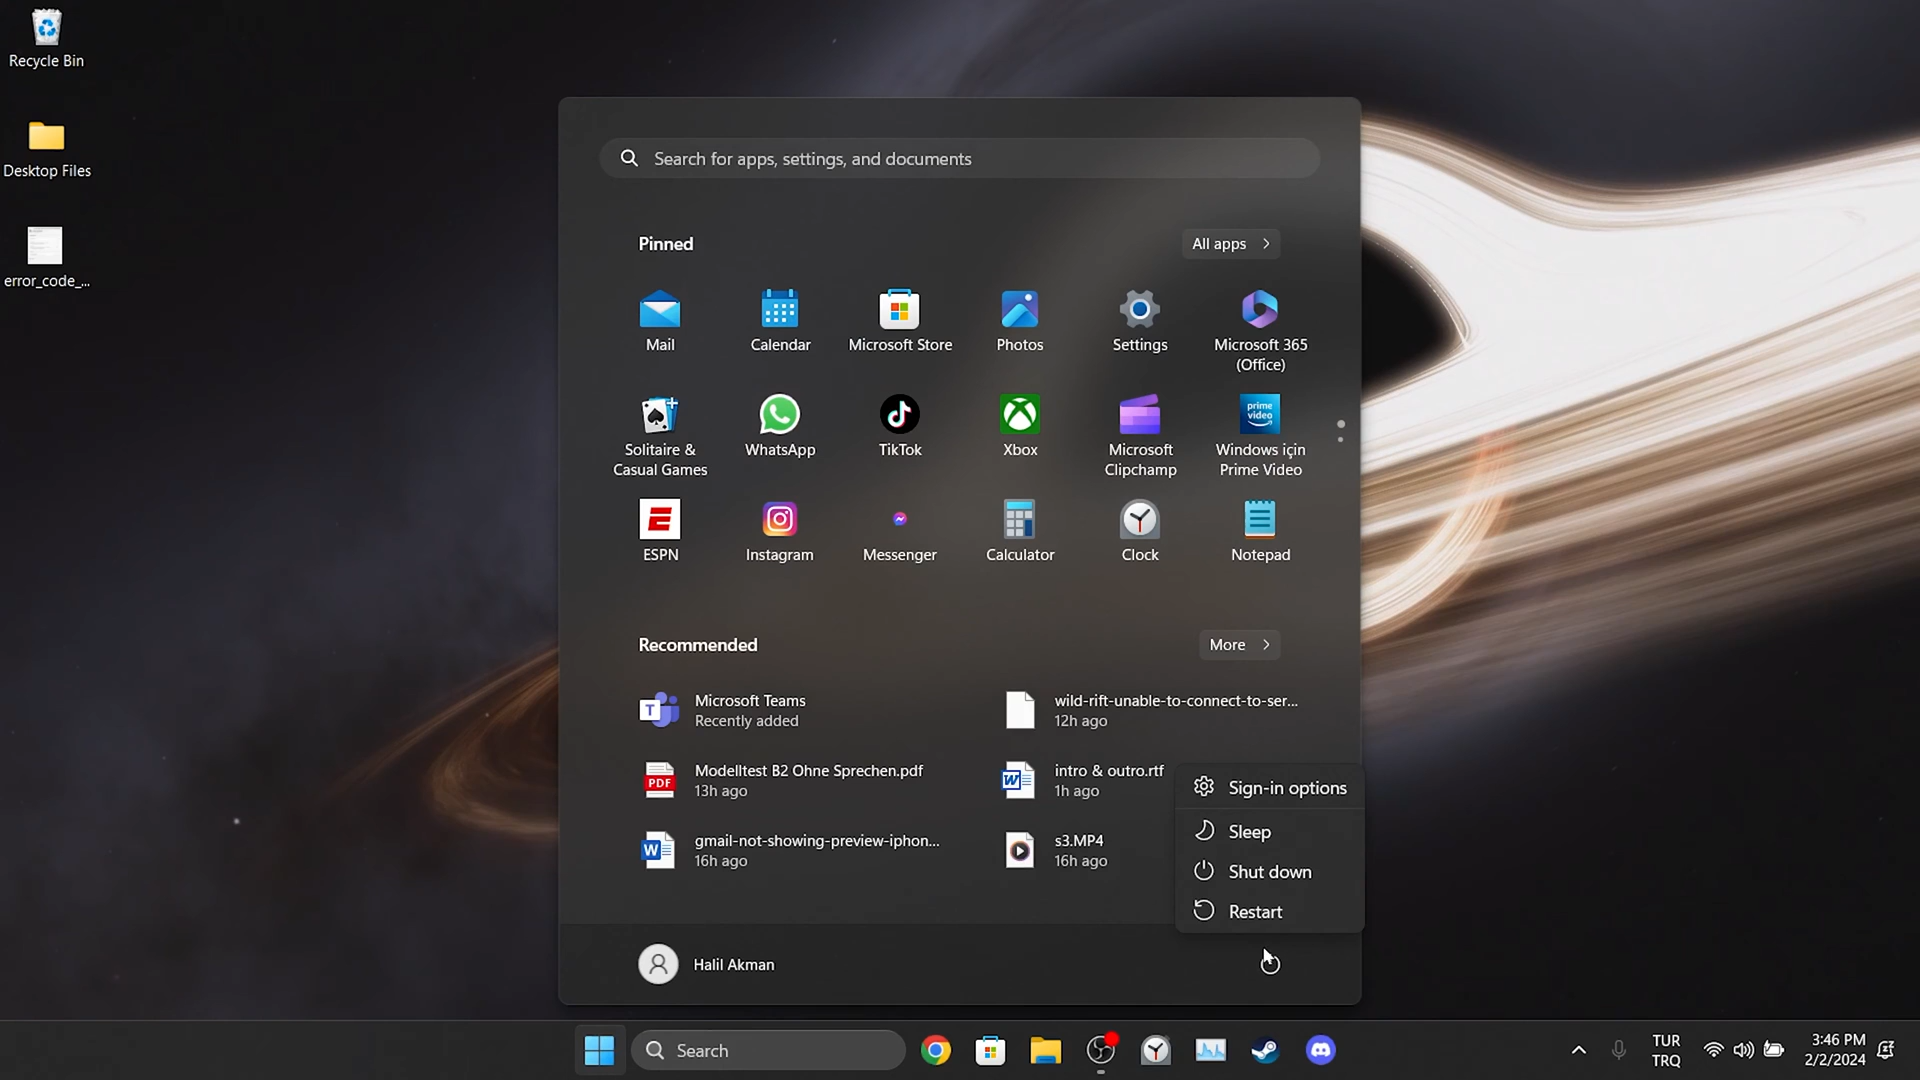 Recycle Bin
Desktop Files
error_code_...
Search for apps, settings, and documents
Pinned
All apps
Mail
Calendar
Microsoft Store
Photos
Settings
Microsoft 365
(Office)
Solitaire &
Casual Games
WhatsApp
TikTok
Xbox
Microsoft
Clipchamp
prime
video
Windows için
Prime Video
ESPN
Instagram
Messenger
Calculator
Clock
Notepad
Recommended
More
T
Microsoft Teams
Recently added
wild-rift-unable-to-connect-to-ser...
12h ago
PDF
Modelltest B2 Ohne Sprechen.pdf
13h ago
W
intro & outro.rtf
1h ago
W
gmail-not-showing-preview-iphon...
16h ago
s3.MP4
16h ago
Sign-in options
Sleep
Shut down
Restart
Halil Akman
Search
TUR
TRQ
3:46 PM
2/2/2024